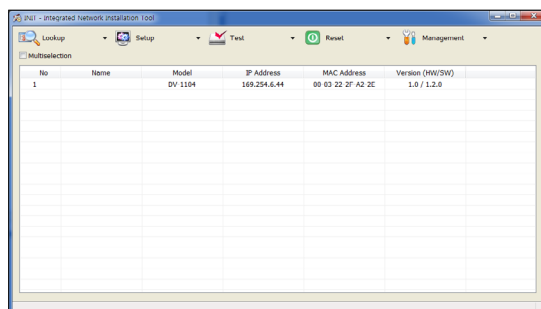 INIT - Integrated Network Installation Tool
Lookup Setup Test Reset Management
Multiselection
No Name Model IP Address MAC Address Version (HW/SW)
1 DV-1104 169.254.6.44 00-03-22-2F-A2-2E 1.0 / 1.2.0